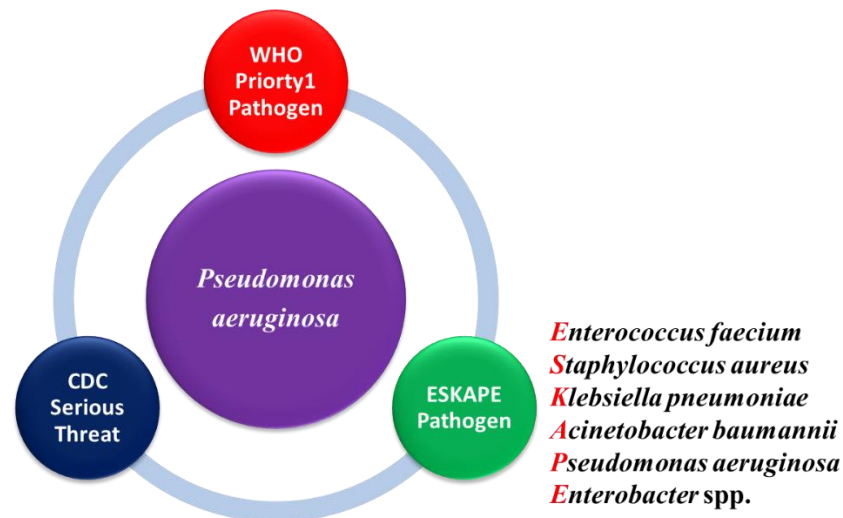 WHO
Priorty1
Pathogen
Pseudomonas
aeruginosa
CDC
Serious
Threat
ESKAPE
Pathogen
Enterococcus faecium
Staphylococcus aureus
Klebsiella pneumoniae
Acinetobacter baumannii
Pseudomonas aeruginosa
Enterobacter spp.